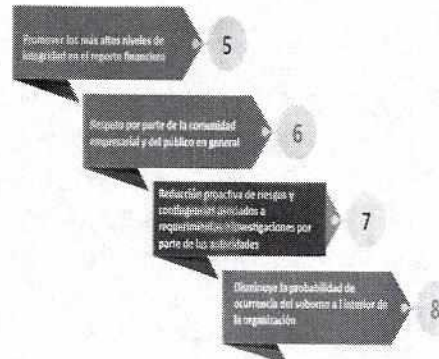 Promover los más altos niveles de
integridad en el reporte financiero
5
Respeto por parte de la comunidad
empresarial y del público en general
6
Reducción proactiva de riesgos y
contingencias asociados a
requerimientos e investigaciones por
parte de las autoridades
7
Disminuye la probabilidad de
ocurrencia del soborno a l interior de
la organización
8